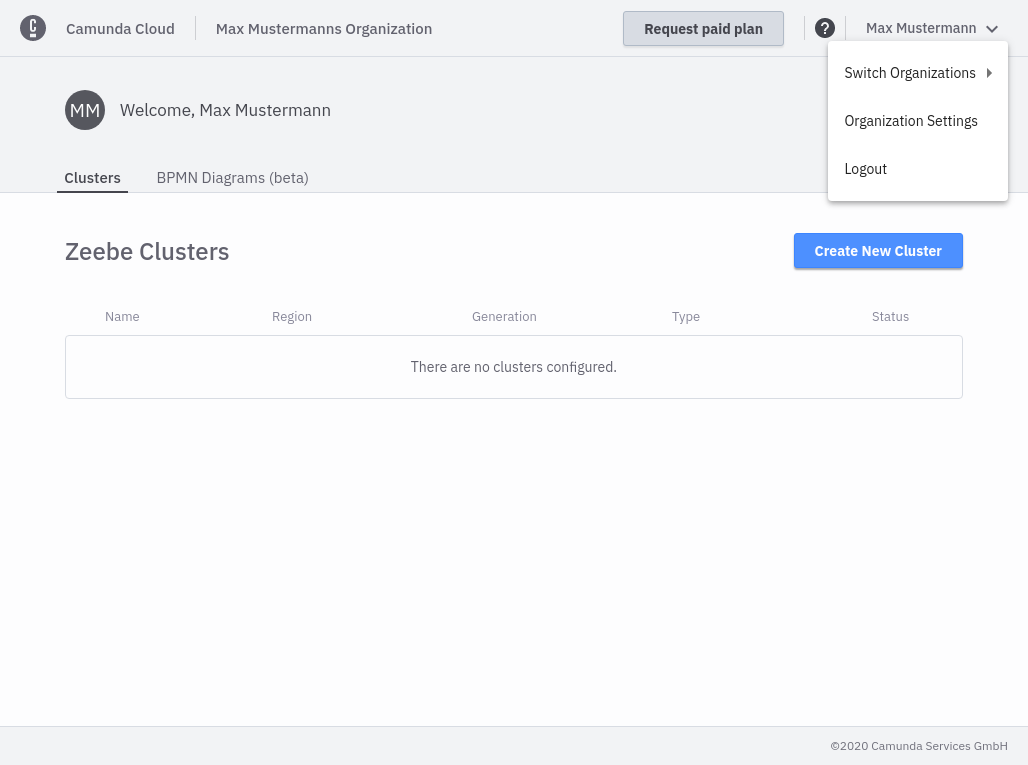 Camunda Cloud
Max Mustermanns Organization
Request paid plan
?
Max Mustermann
Switch Organizations
Organization Settings
Logout
MM
Welcome, Max Mustermann
Clusters
BPMN Diagrams (beta)
Zeebe Clusters
Create New Cluster
Name Region Generation Type Status
There are no clusters configured.
©2020 Camunda Services GmbH